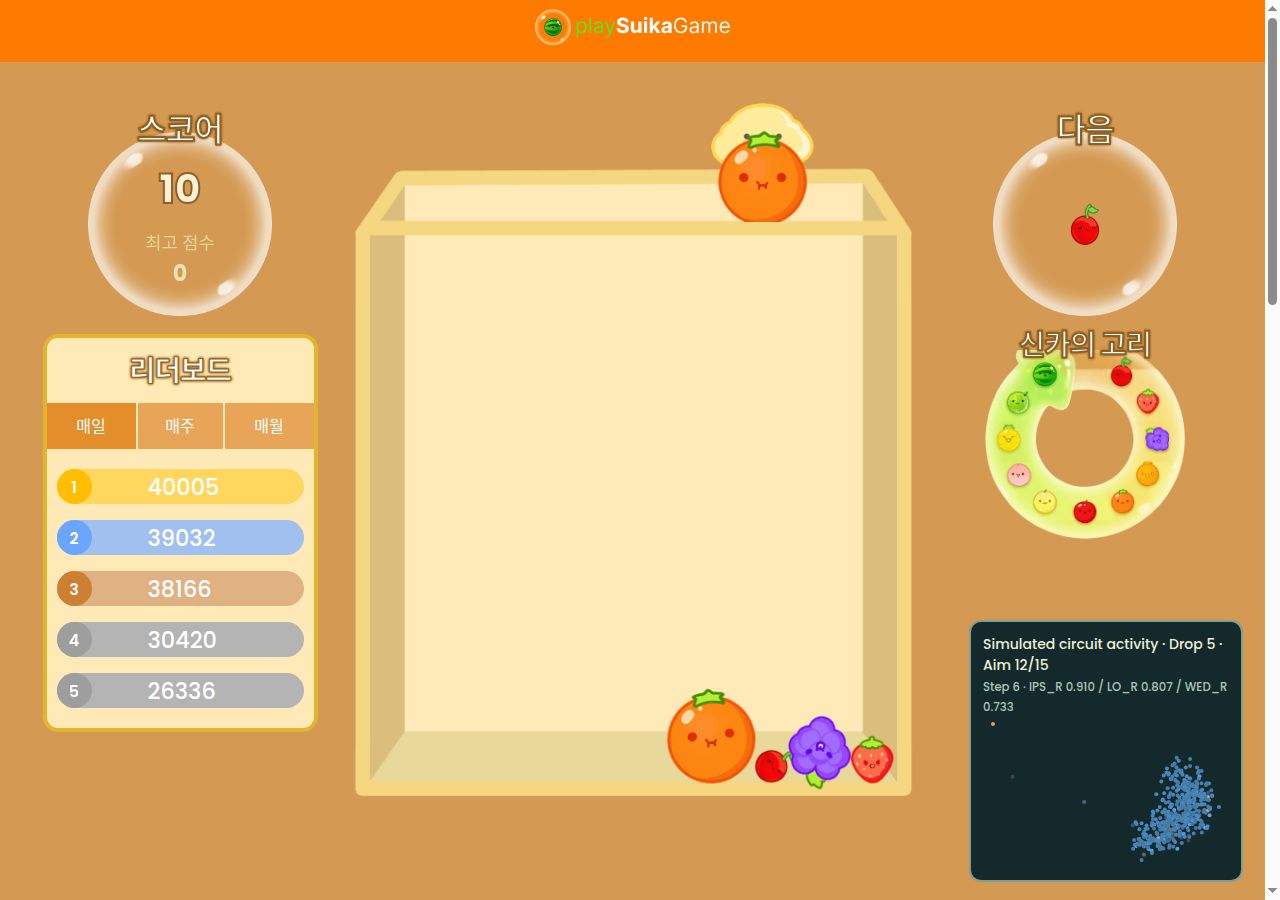 playSuikaGame
스코어
10
최고 점수
0
다음
신카의 고리
리더보드
매일 매주 매월
1 40005
2 39032
3 38166
4 30420
5 26336
Simulated circuit activity · Drop 5 ·
Aim 12/15
Step 6 · IPS_R 0.910 / LO_R 0.807 / WED_R
0.733